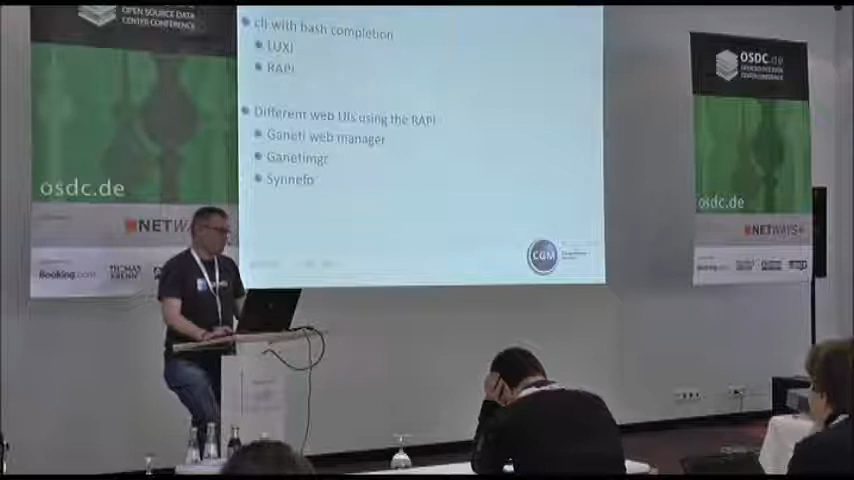 OPEN SOURCE DATA
CENTER CONFERENCE
osdc.de
NETWAYS
Booking.com
THOMAS
cli with bash completion
LUXI
RAPI
Different web UIs using the RAPI
Ganeti web manager
Ganetimgr
Synnefo
CGM
OSDC.de
OPEN SOURCE DATA
CENTER CONFERENCE
osdc.de
NETWAYS